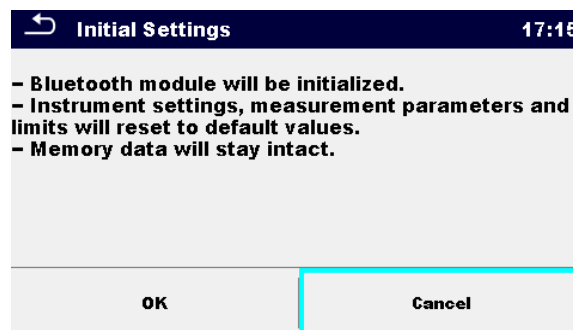 Initial Settings 17:15
– Bluetooth module will be initialized.
– Instrument settings, measurement parameters and
limits will reset to default values.
– Memory data will stay intact.
OK Cancel